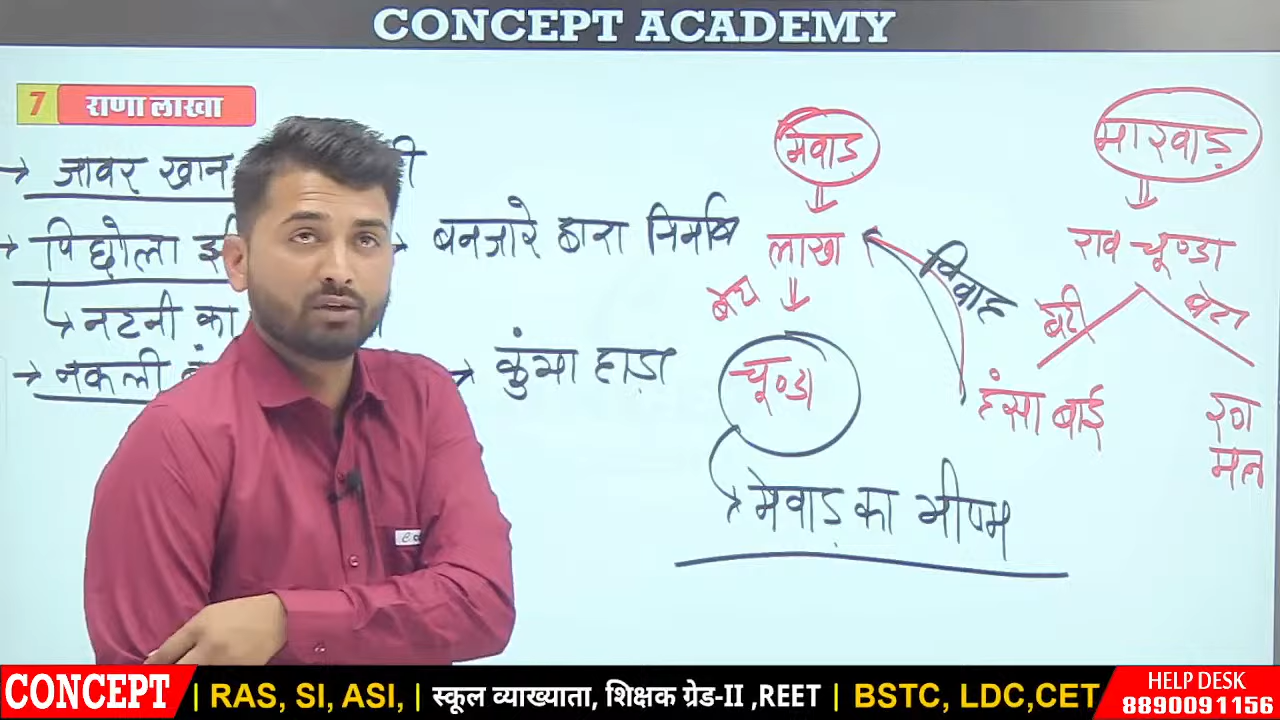 CONCEPT ACADEMY
7 राणा लाखा
→ जावर खान
→ पिछोला → बनजारे द्वारा निर्माण
↳ नटनी का
→ नकली → कुंभा हाड़ा
मेवाड़
लाखा
बेटा
चूण्डा
↳ मेवाड़ का भीष्म
विवाह
मारवाड़
राव चूण्डा
बेटी बेटा
हंसा बाई
रण
मल
CONCEPT | RAS, SI, ASI, | स्कूल व्याख्याता, शिक्षक ग्रेड-II ,REET | BSTC, LDC,CET
HELP DESK
8890091156